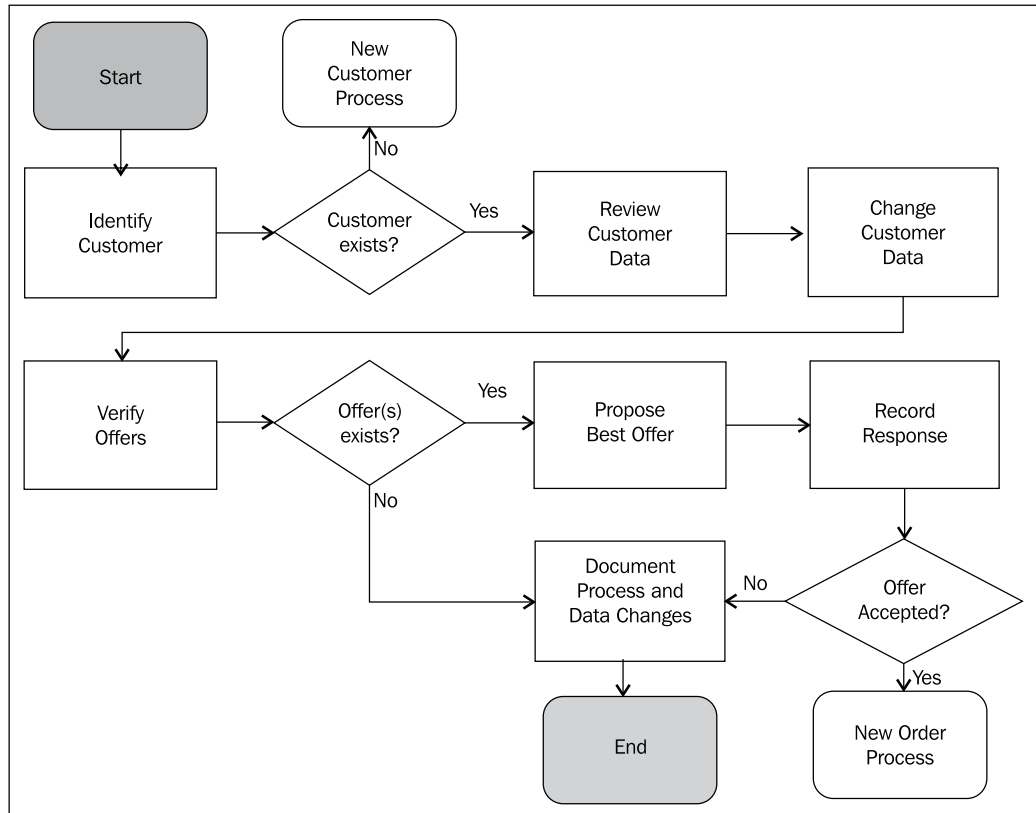 Start
New
Customer
Process
No
Identify
Customer
Customer
exists?
Yes
Review
Customer
Data
Change
Customer
Data
Verify
Offers
Offer(s)
exists?
Yes
Propose
Best Offer
Record
Response
No
Document
Process and
Data Changes
No
Offer
Accepted?
Yes
End
New Order
Process